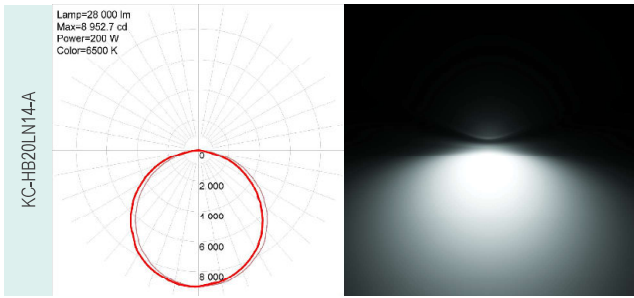 KC-HB20LN14-A
Lamp=28 000 lm
Max=8 952.7 cd
Power=200 W
Color=6500 K
0
2 000
4 000
6 000
8 000